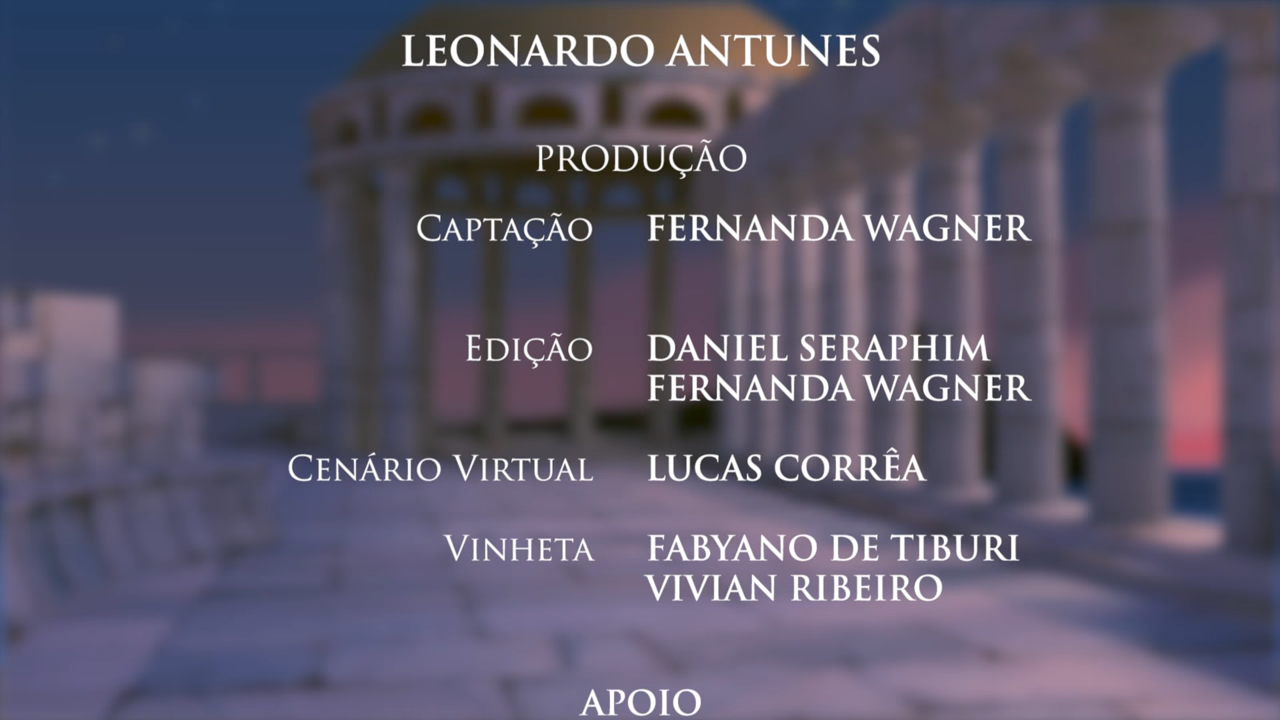 LEONARDO ANTUNES
PRODUÇÃO
CAPTAÇÃO FERNANDA WAGNER
EDIÇÃO DANIEL SERAPHIM
FERNANDA WAGNER
CENÁRIO VIRTUAL LUCAS CORRÊA
VINHETA FABYANO DE TIBURI
VIVIAN RIBEIRO
APOIO